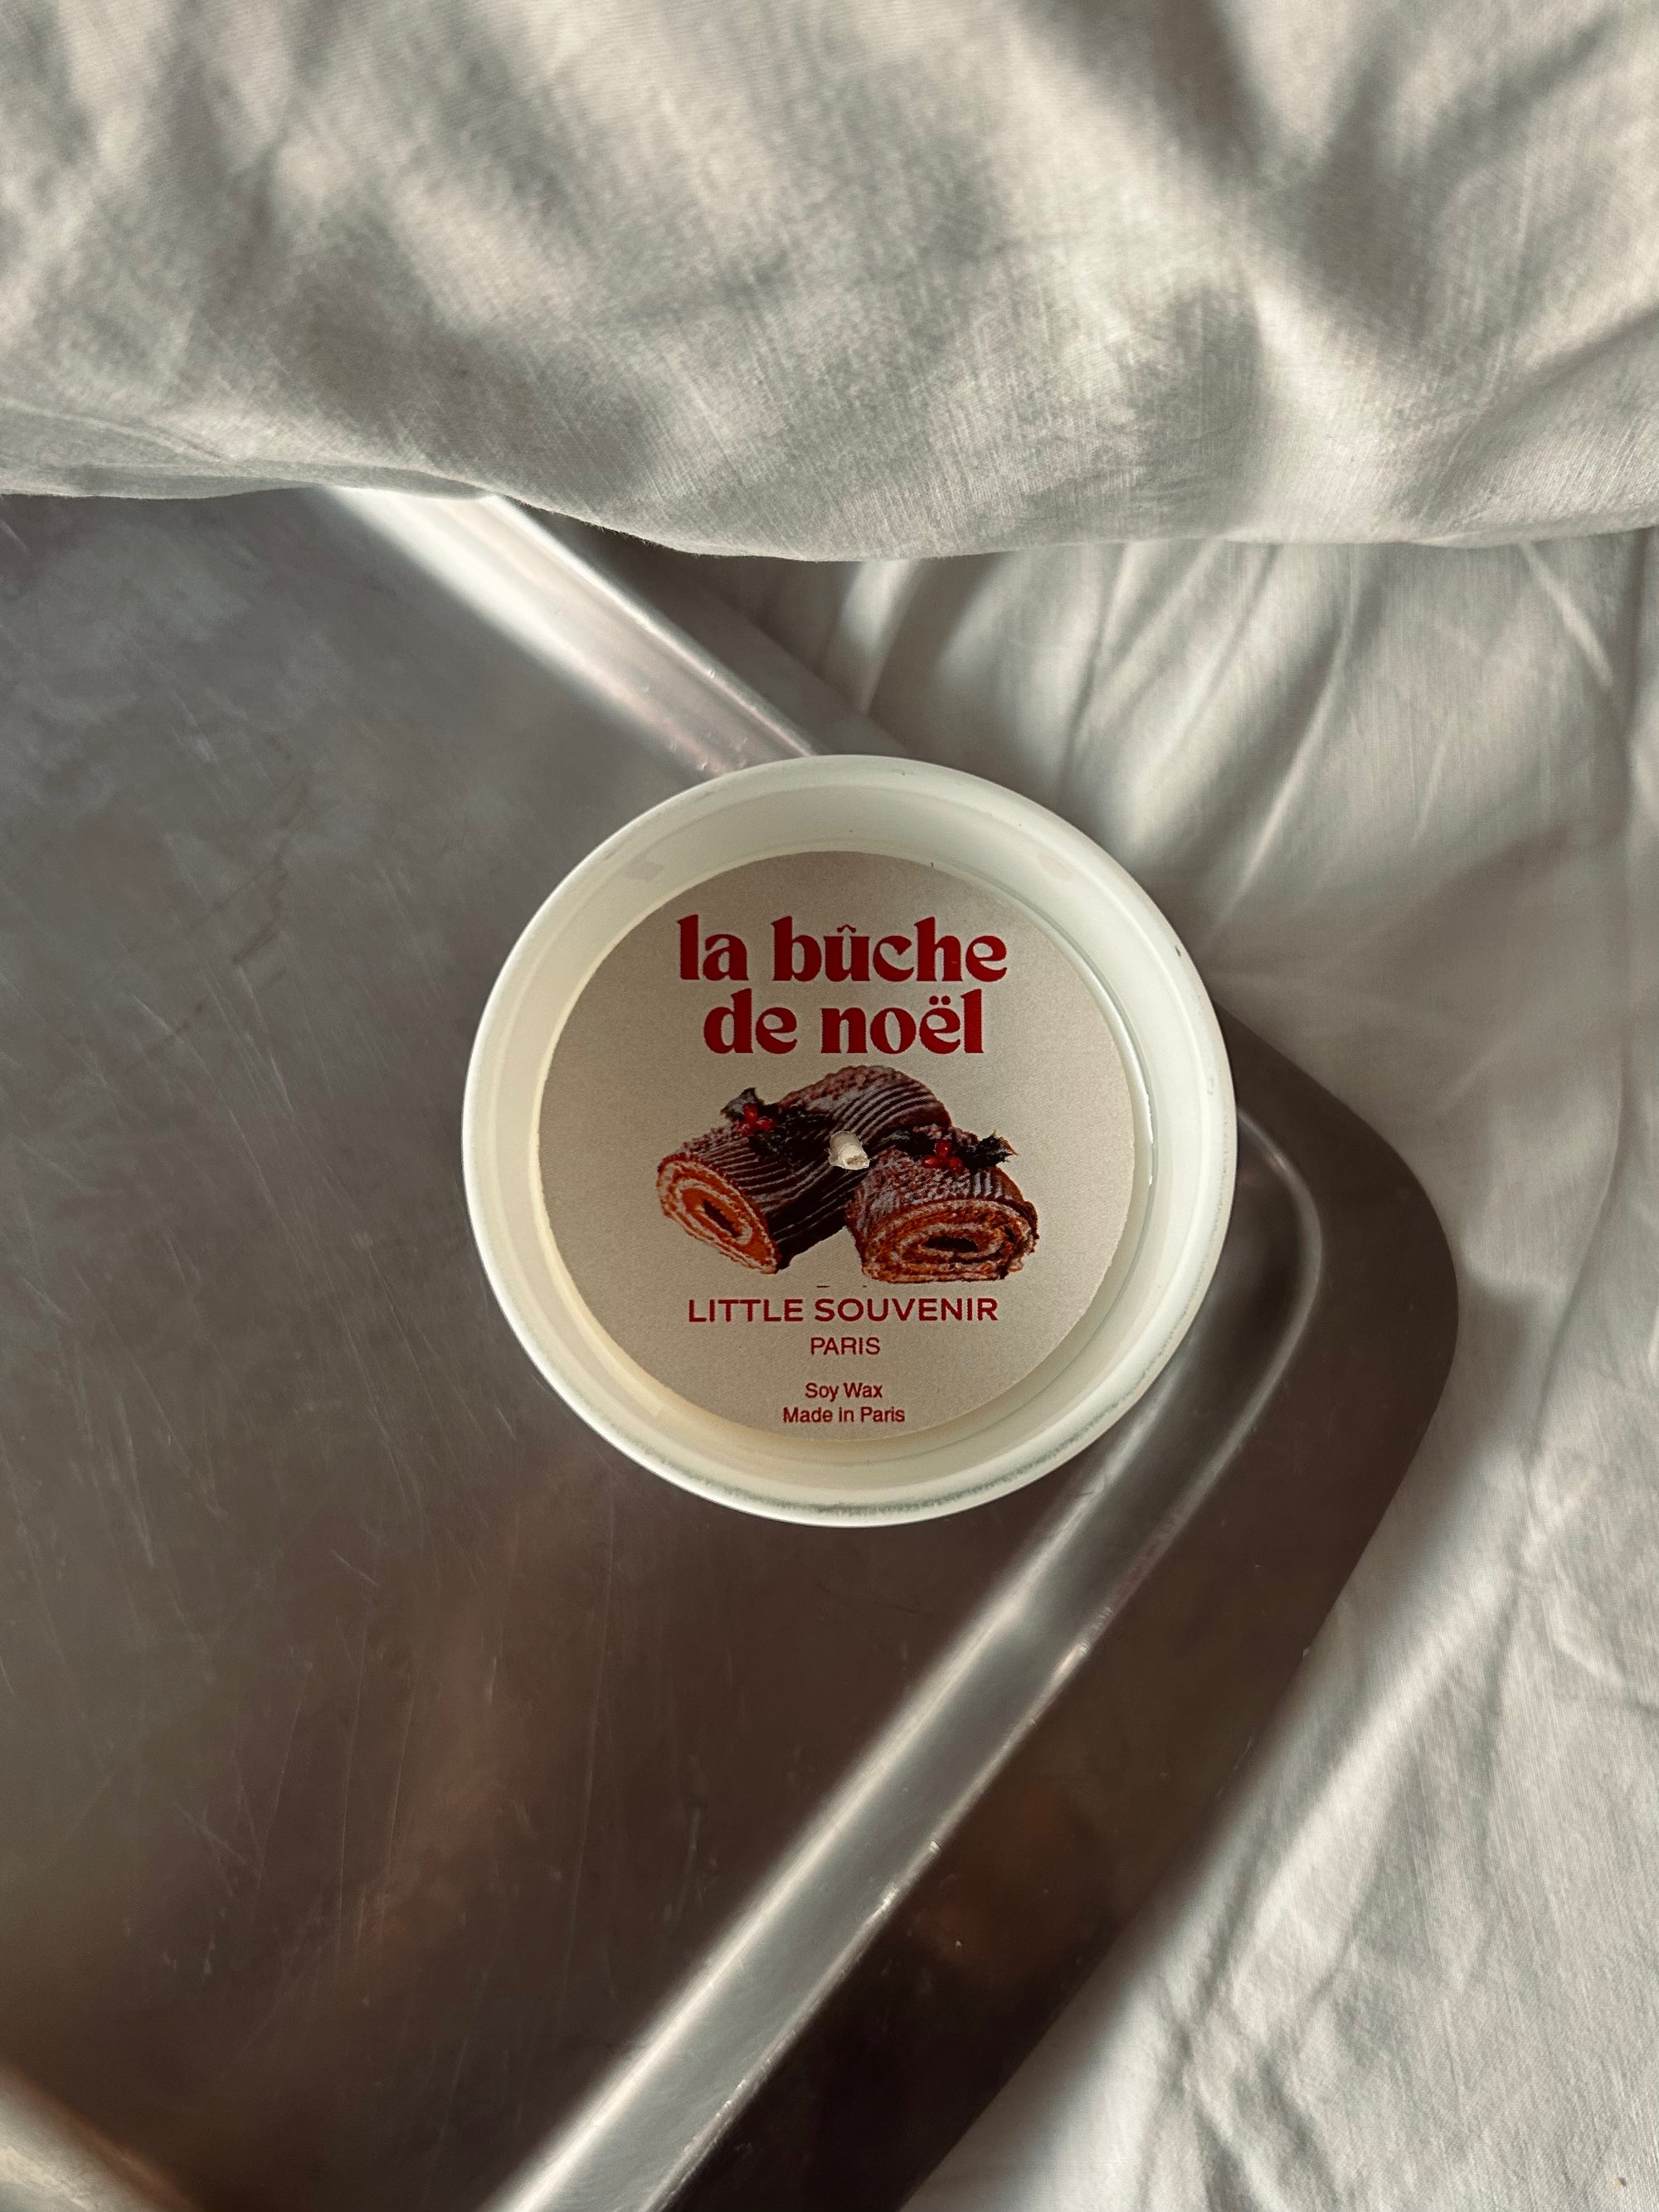 la bûche
de noël
LITTLE SOUVENIR
PARIS
Soy Wax
Made in Paris